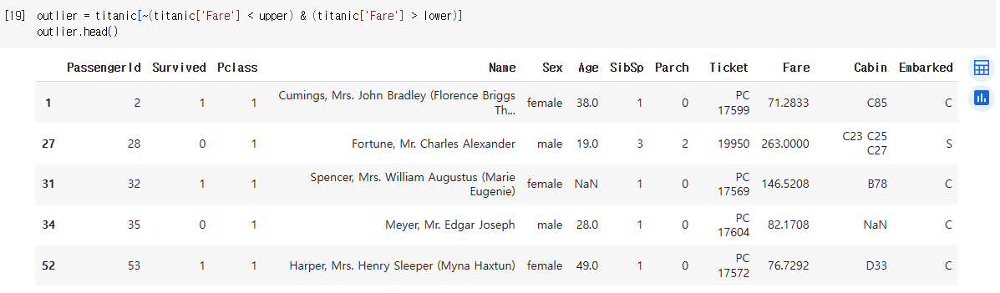 [19] outlier = titanic[~(titanic['Fare'] < upper) & (titanic['Fare'] > lower)]
outlier.head()
PassengerId Survived Pclass Name Sex Age SibSp Parch Ticket Fare Cabin Embarked
1 2 1 1 Cumings, Mrs. John Bradley (Florence Briggs Th... female 38.0 1 0 PC 17599 71.2833 C85 C
27 28 0 1 Fortune, Mr. Charles Alexander male 19.0 3 2 19950 263.0000 C23 C25 C27 S
31 32 1 1 Spencer, Mrs. William Augustus (Marie Eugenie) female NaN 1 0 PC 17569 146.5208 B78 C
34 35 0 1 Meyer, Mr. Edgar Joseph male 28.0 1 0 PC 17604 82.1708 NaN C
52 53 1 1 Harper, Mrs. Henry Sleeper (Myna Haxtun) female 49.0 1 0 PC 17572 76.7292 D33 C